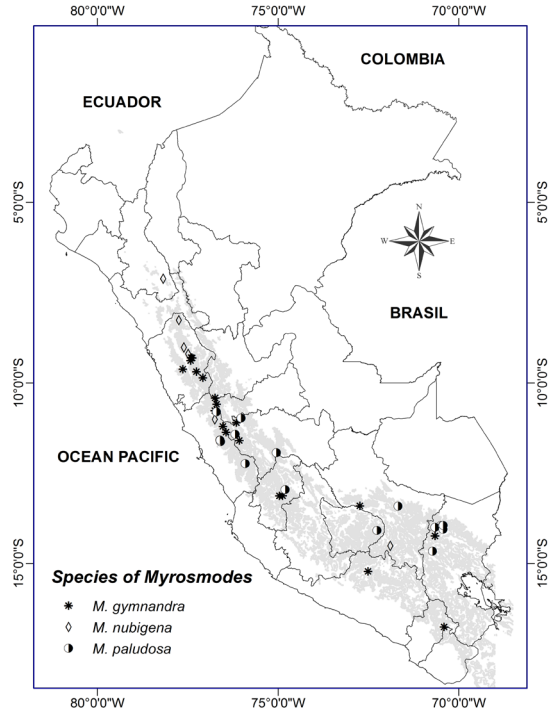 80°0'0"W 75°0'0"W 70°0'0"W
COLOMBIA
ECUADOR
5°0'0"S 5°0'0"S
N
W E
S
BRASIL
10°0'0"S 10°0'0"S
OCEAN PACIFIC
15°0'0"S 15°0'0"S
Species of Myrosmodes
M. gymnandra
M. nubigena
M. paludosa
80°0'0"W 75°0'0"W 70°0'0"W